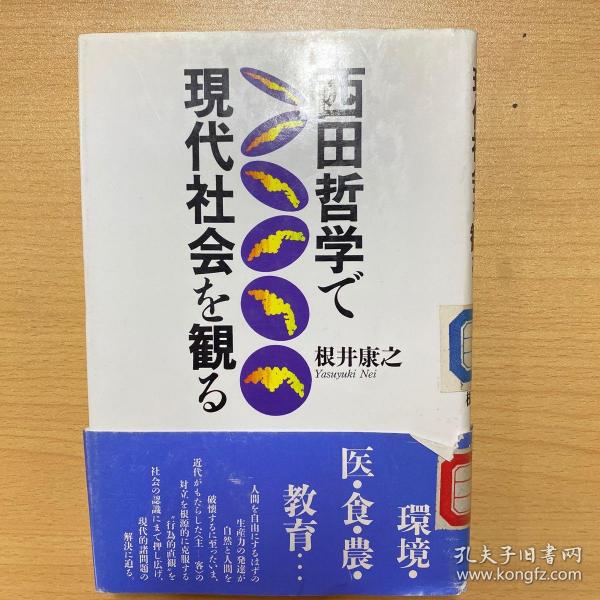 西田哲学で
現代社会を観る
根井康之
Yasuyuki Nei
環境・
医・食・農・
教育…
人間を自由にするはずの
生産力の発達が
自然と人間を
破壊するに至ったいま、
近代がもたらした〈主―客〉の
対立を根源的に克服する
“行為的直観”を
社会の認識にまで押し広げ、
現代的諸問題の
解決に迫る。
孔夫子旧书网
www.kongfz.com